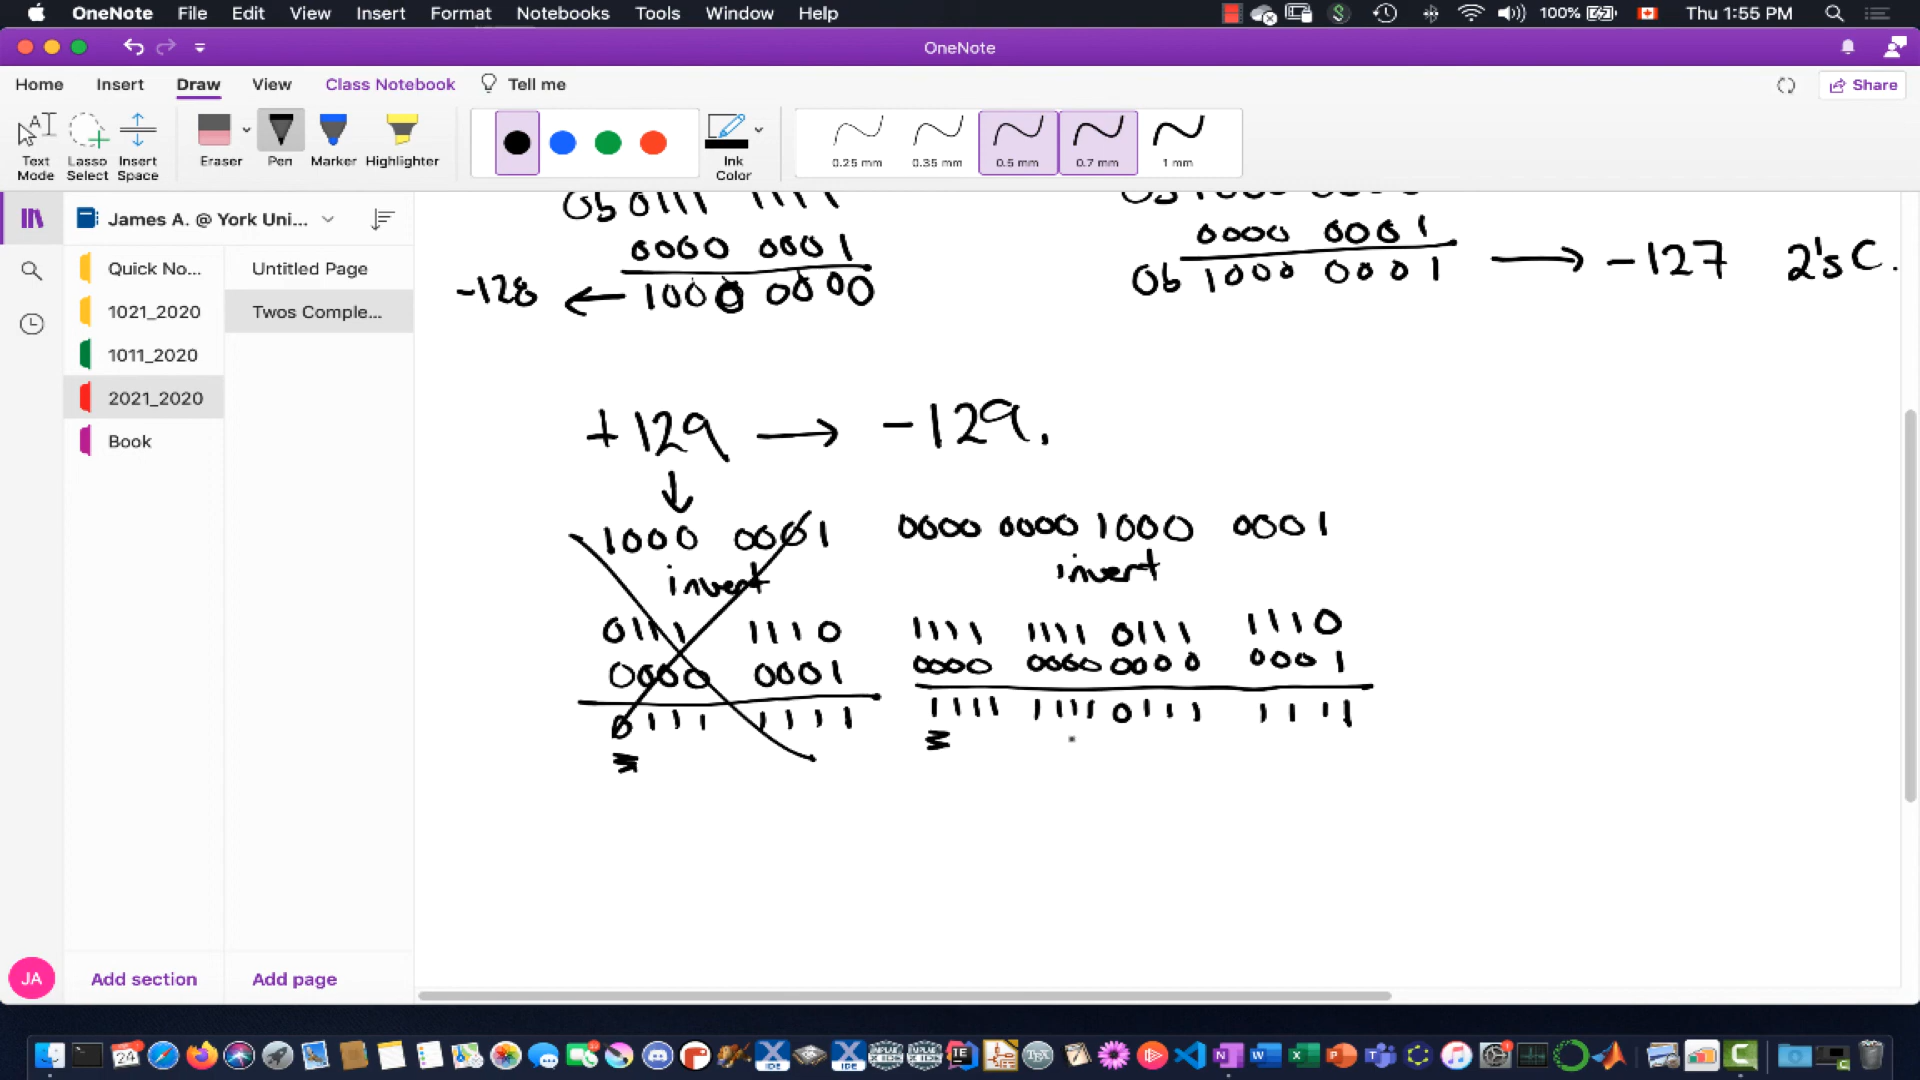 OneNote File Edit View Insert Format Notebooks Tools Window Help 100% Thu 1:55 PM
OneNote
Home Insert Draw View Class Notebook Tell me Share
Text Mode
Lasso Select
Insert Space
Eraser
Pen
Marker
Highlighter
Ink Color
0.25 mm 0.35 mm 0.5 mm 0.7 mm 1 mm
James A. @ York Uni...
Quick No...
1021_2020
1011_2020
2021_2020
Book
Untitled Page
Twos Comple...
Add section
Add page
JA
0b 0111 1111
0000 0001
-128 ← 1000 0000
0000 0001
0b 1000 0001 → -127 2's C.
+129 → -129.
↓
1000 0001
invert
0111 1110
0000 0001
0111 1111
0000 0000 1000 0001
invert
1111 1111 0111 1110
0000 0000 0000 0001
1111 1111 0111 1111